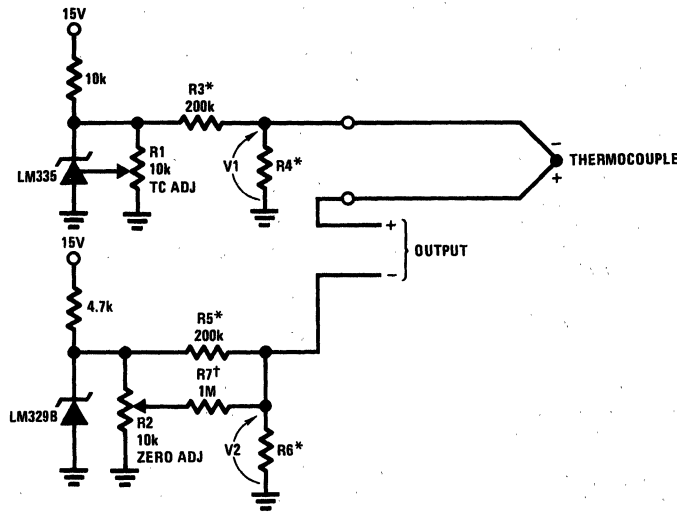 15V
10k
R3*
200k
LM335
R1
10k
TC ADJ
V1
R4*
−
+
THERMOCOUPLE
15V
4.7k
+
−
OUTPUT
R5*
200k
R7†
1M
LM329B
R2
10k
ZERO ADJ
V2
R6*